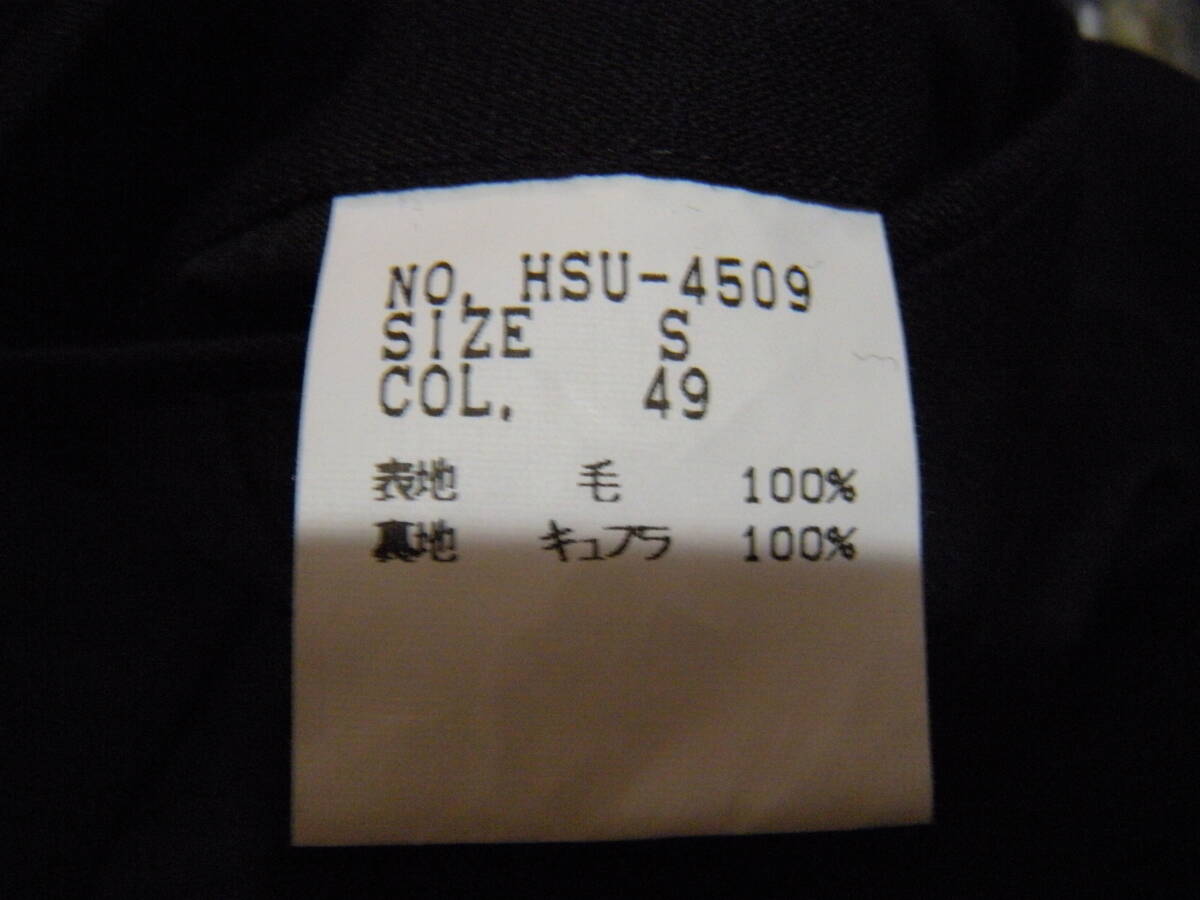 NO. HSU-4509
SIZE S
COL. 49
表地 毛 100%
裏地 キュプラ 100%